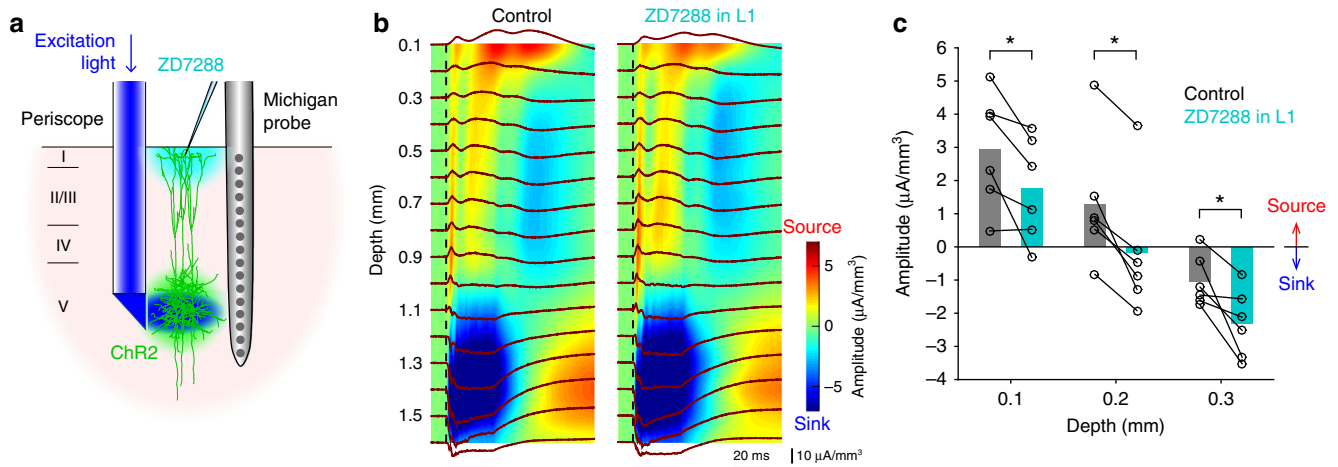 a
Excitation
light
ZD7288
Periscope
Michigan
probe
I
II/III
IV
V
ChR2
b
Control
ZD7288 in L1
0.1
0.3
0.5
0.7
0.9
1.1
1.3
1.5
Depth (mm)
Source
5
0
−5
Sink
Amplitude (µA/mm³)
20 ms
10 µA/mm³
c
6
5
4
3
2
1
0
−1
−2
−3
−4
Amplitude (µA/mm³)
* * *
Control
ZD7288 in L1
Source
Sink
0.1 0.2 0.3
Depth (mm)